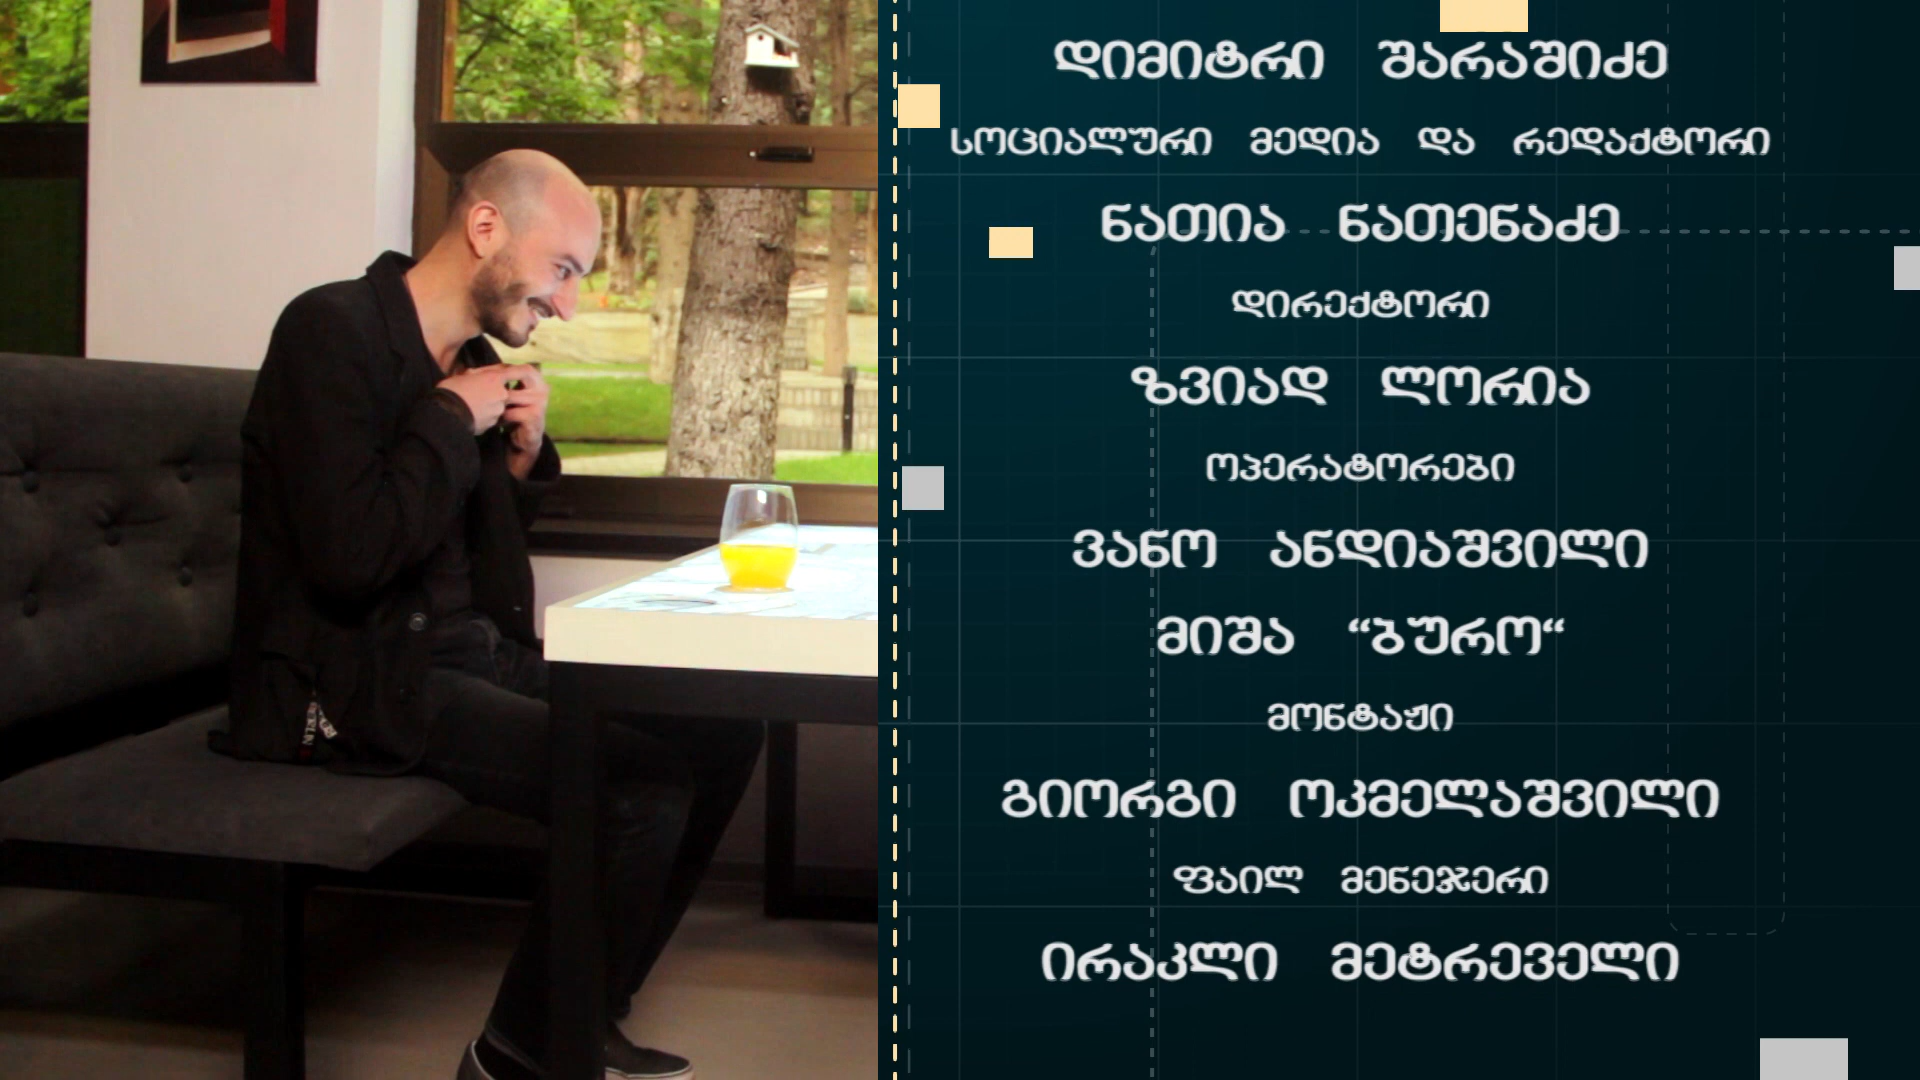 დიმიტრი შარაშიძე
სოციალური მედია და რედაქტორი
ნათია ნათენაძე
დირექტორი
ზვიად ლორია
ოპერატორები
ვანო ანდიაშვილი
მიშა “ბურო“
მონტაჟი
გიორგი ოკმელაშვილი
ფაილ მენეჯერი
ირაკლი მეტრეველი